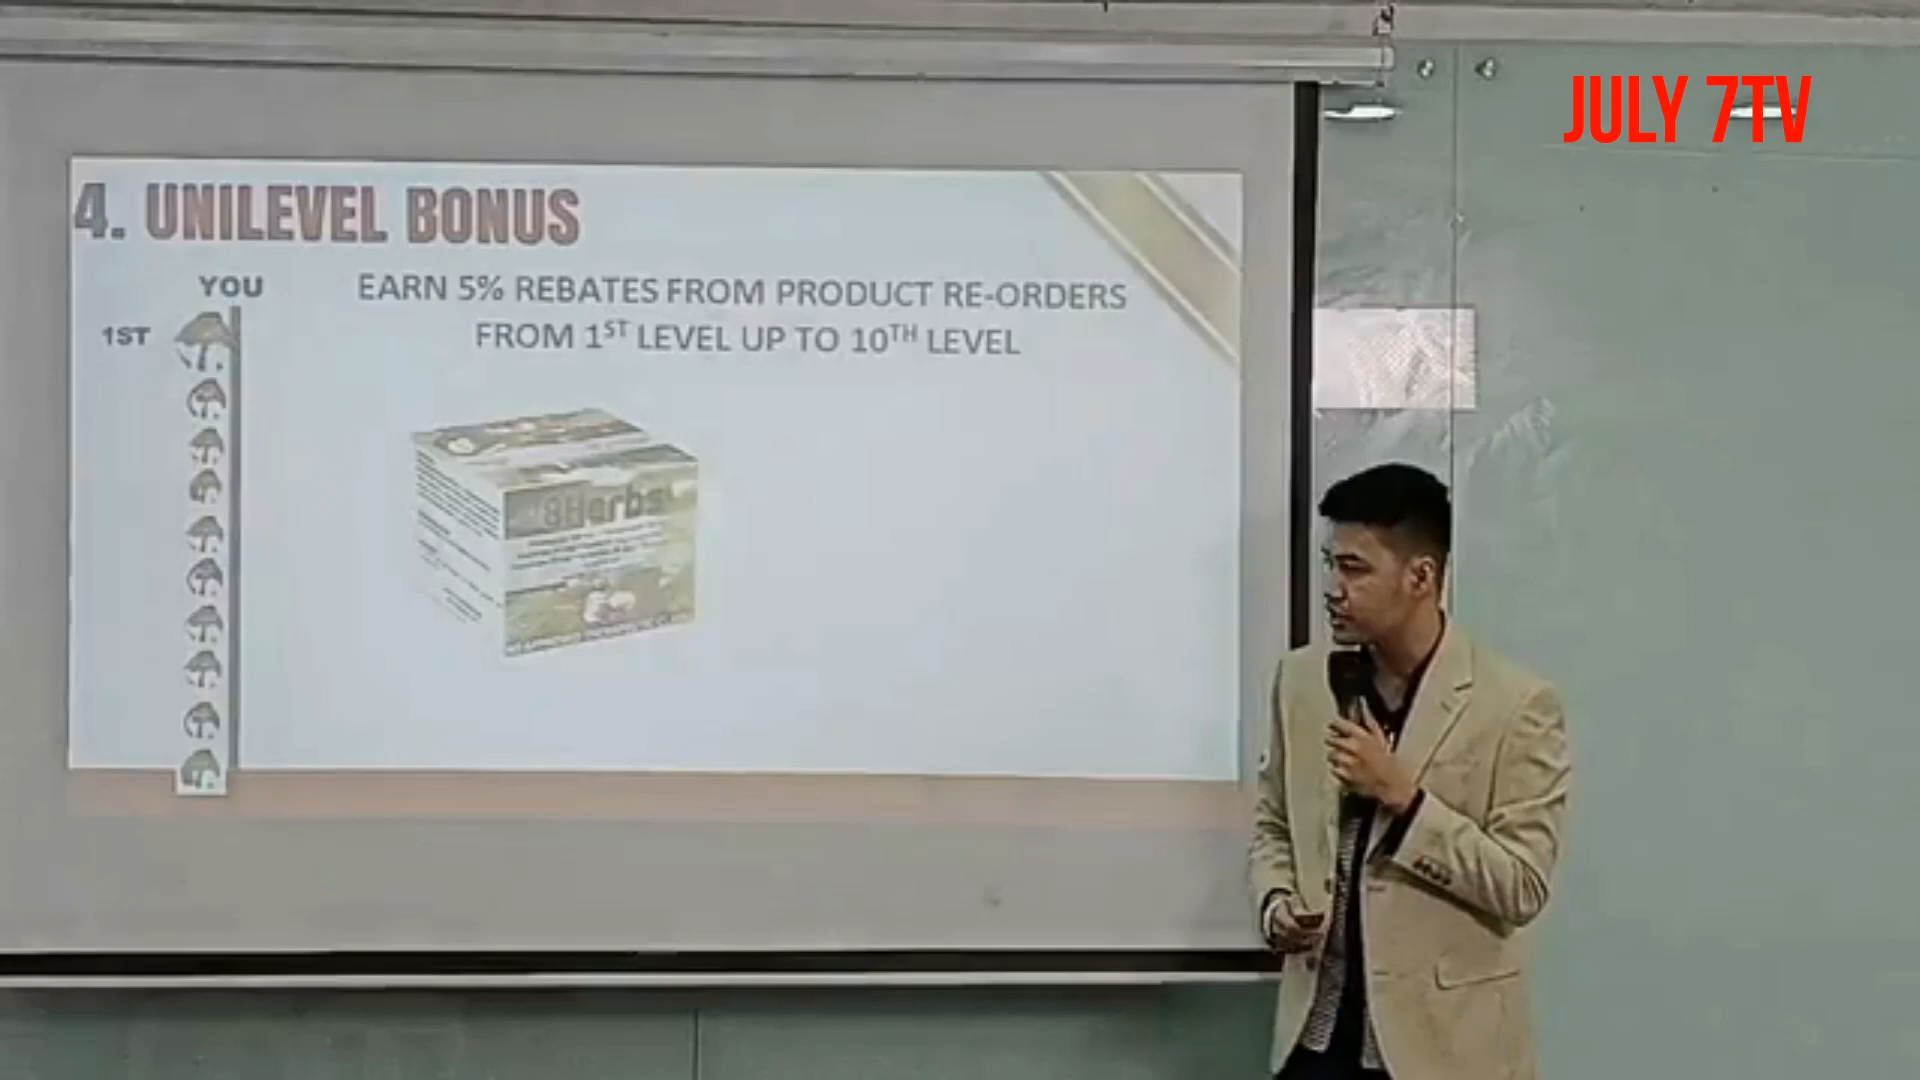 JULY 7TV
4. UNILEVEL BONUS
YOU
EARN 5% REBATES FROM PRODUCT RE-ORDERS
1ST
FROM 1ST LEVEL UP TO 10TH LEVEL
8Herbs